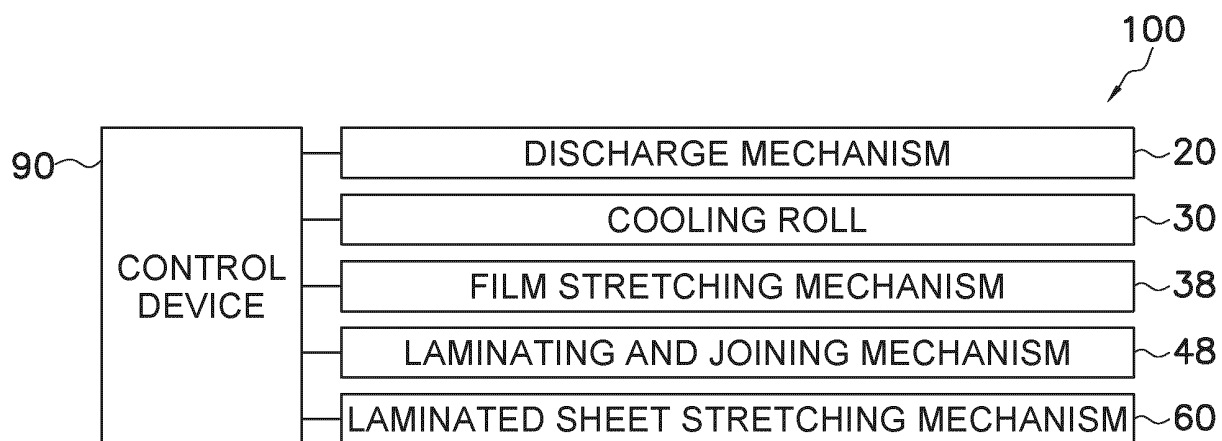 100
90
CONTROL
DEVICE
DISCHARGE MECHANISM 20
COOLING ROLL 30
FILM STRETCHING MECHANISM 38
LAMINATING AND JOINING MECHANISM 48
LAMINATED SHEET STRETCHING MECHANISM 60